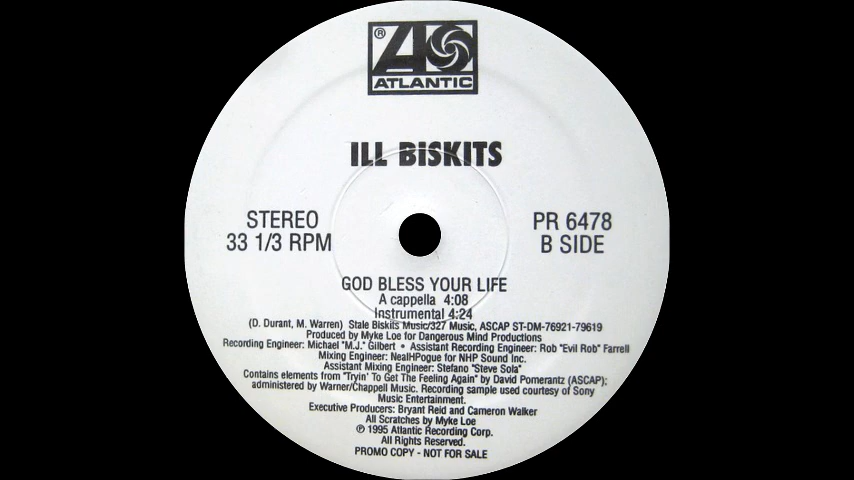 ®
ATLANTIC
ILL BiSKITS
STEREO
33 1/3 RPM
PR 6478
B SIDE
GOD BLESS YOUR LIFE
A cappella 4:08
Instrumental 4:24
(D. Durant, M. Warren) Stale Biskits Music/327 Music, ASCAP ST-DM-76921-79619
Produced by Myke Loe for Dangerous Mind Productions
Recording Engineer: Michael "M.J." Gilbert • Assistant Recording Engineer: Rob "Evil Rob" Farrell
Mixing Engineer: NealHPogue for NHP Sound Inc.
Assistant Mixing Engineer: Stefano "Steve Sola"
Contains elements from "Tryin' To Get The Feeling Again" by David Pomerantz (ASCAP);
administered by Warner/Chappell Music. Recording sample used courtesy of Sony
Music Entertainment.
Executive Producers: Bryant Reid and Cameron Walker
All Scratches by Myke Loe
℗ 1995 Atlantic Recording Corp.
All Rights Reserved.
PROMO COPY - NOT FOR SALE